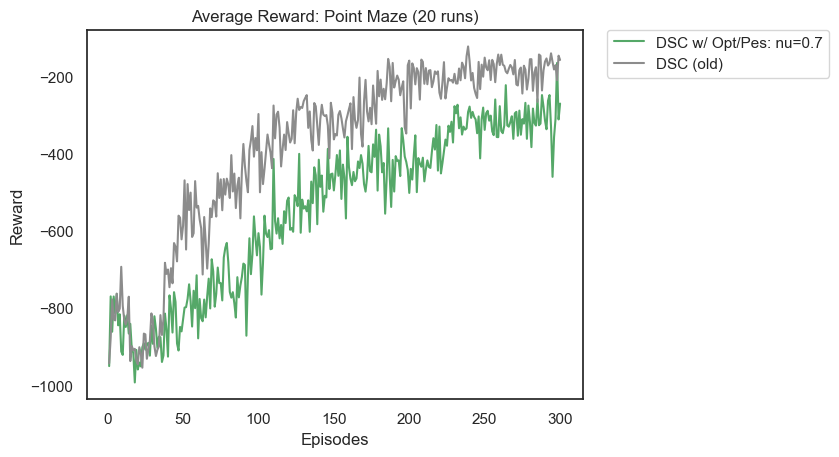 Average Reward: Point Maze (20 runs)
DSC w/ Opt/Pes: nu=0.7
DSC (old)
−200
−400
−600
−800
−1000
Reward
0 50 100 150 200 250 300
Episodes